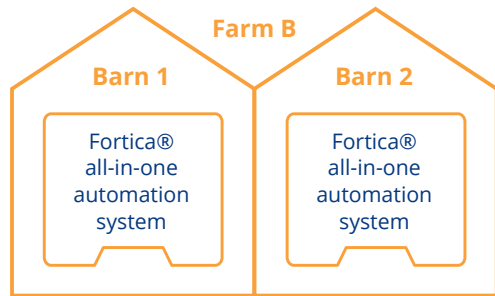 Farm B
Barn 1
Barn 2
Fortica®
all-in-one
automation
system
Fortica®
all-in-one
automation
system